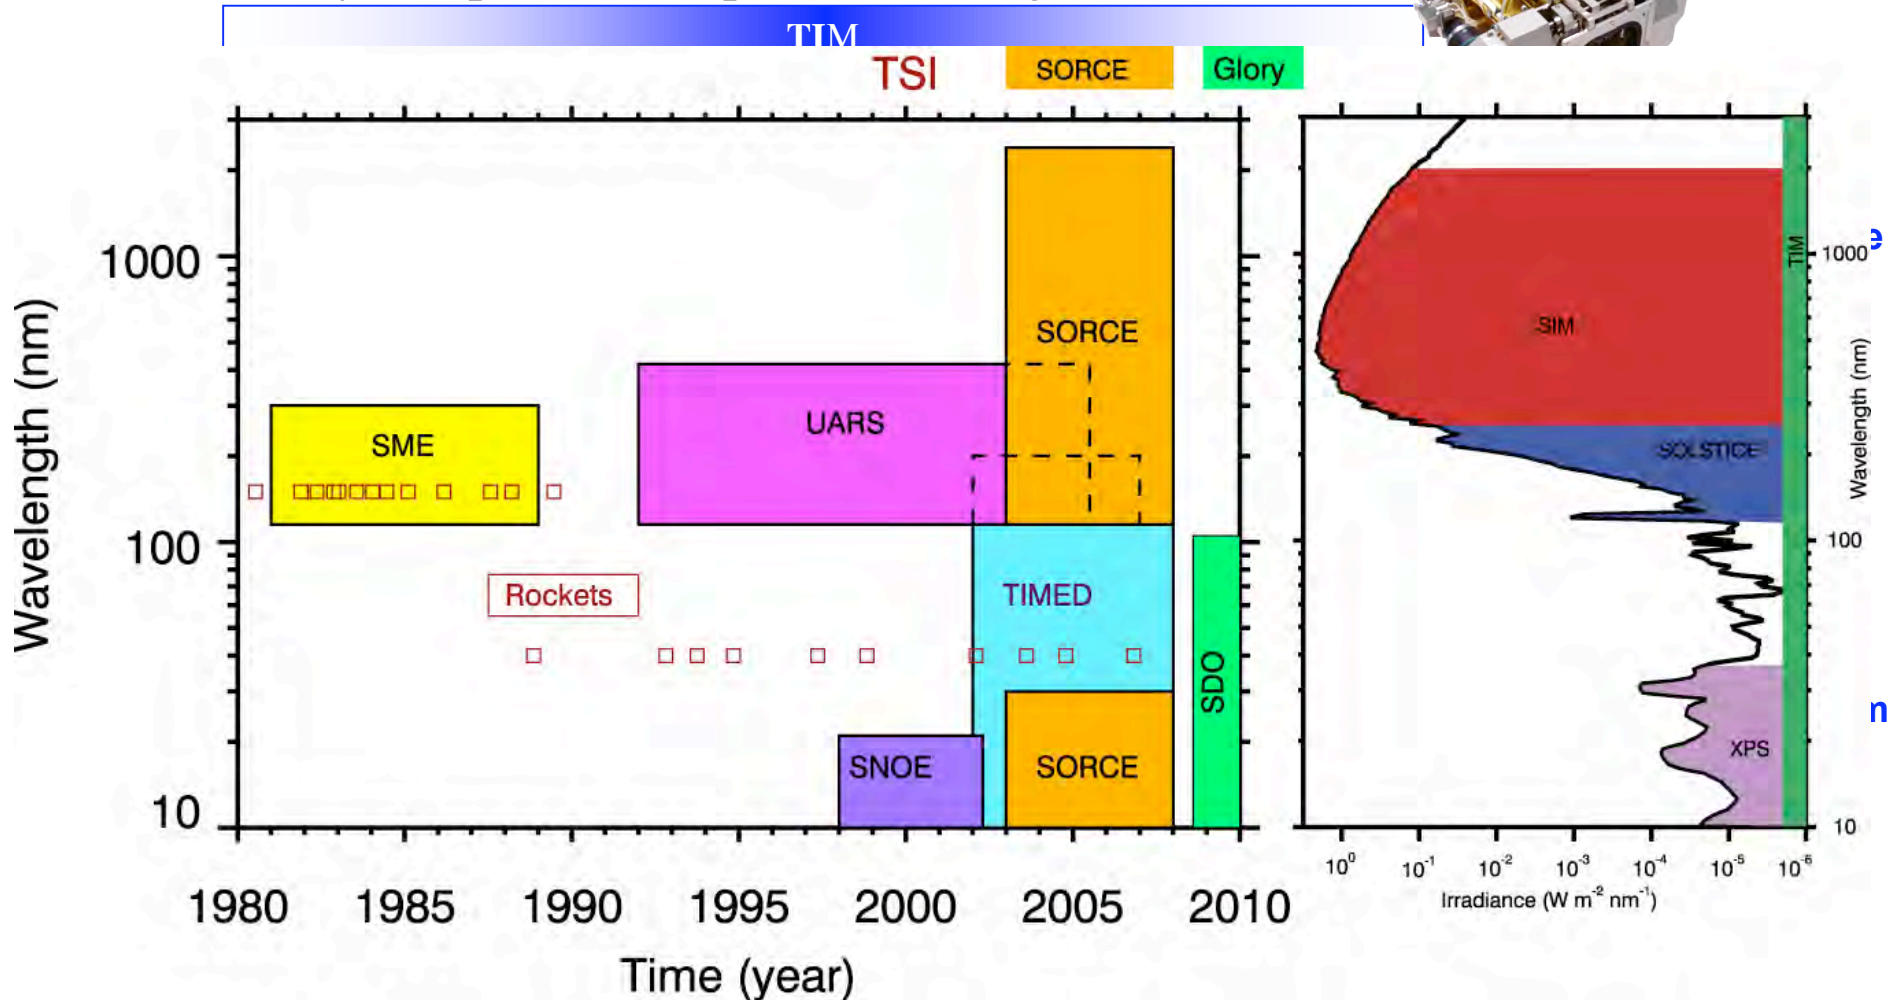 TIM
TSI
SORCE
Glory
1000
100
10
Wavelength (nm)
SORCE
UARS
SME
Rockets
TIMED
SDO
SNOE
SORCE
1980
1985
1990
1995
2000
2005
2010
Time (year)
TIM
SIM
SOLSTICE
XPS
1000
100
10
Wavelength (nm)
10⁰
10⁻¹
10⁻²
10⁻³
10⁻⁴
10⁻⁵
10⁻⁶
Irradiance (W m⁻² nm⁻¹)
e
m